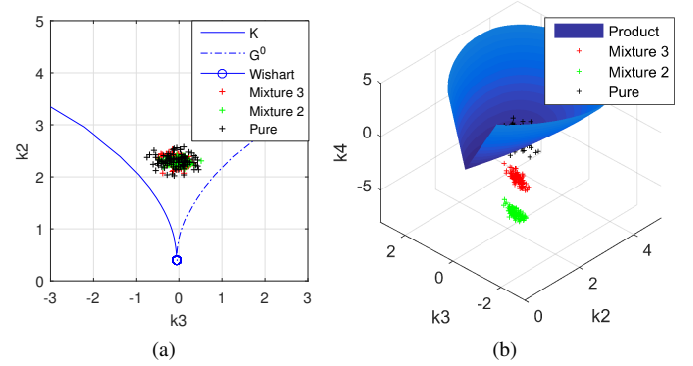 5
4
3
2
1
0
k2
-3
-2
-1
0
1
2
3
k3
K
G⁰
Wishart
Mixture 3
Mixture 2
Pure
(a)
5
0
-5
k4
2
0
-2
k3
0
2
4
k2
Product
Mixture 3
Mixture 2
Pure
(b)